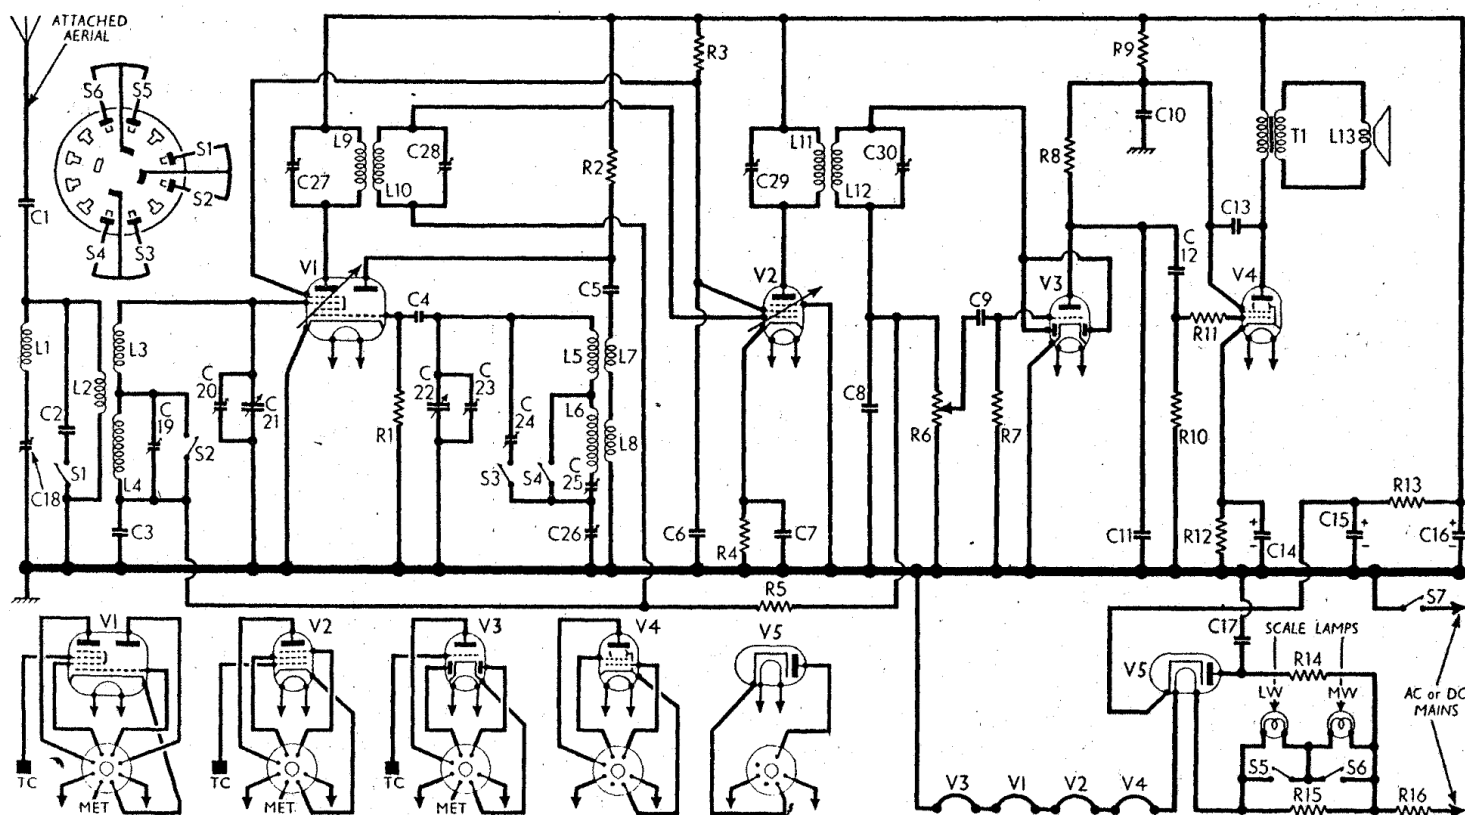 ATTACHED
AERIAL
S6
S5
S1
S2
S4
S3
C1
L1
C2
L2
S1
C18
L3
L4
C3
C
19
S2
C
20
C
21
V1
L9
C27
L10
C28
R1
C4
C
22
C
23
C
24
S3
S4
L5
L6
C
25
C26
L7
L8
C5
R2
R3
C6
R4
C7
V2
L11
C29
L12
C30
C8
R5
R6
C9
R7
V3
R8
R9
C10
C11
C
12
R10
R11
C13
V4
T1
L13
R12
+
–
C14
C15
+
–
R13
C16
+
–
S7
C17
SCALE LAMPS
V5
R14
LW
MW
AC or DC
MAINS
S5
S6
R15
R16
V3
V1
V2
V4
V1
TC
MET
V2
TC
MET
V3
TC
MET
V4
V5